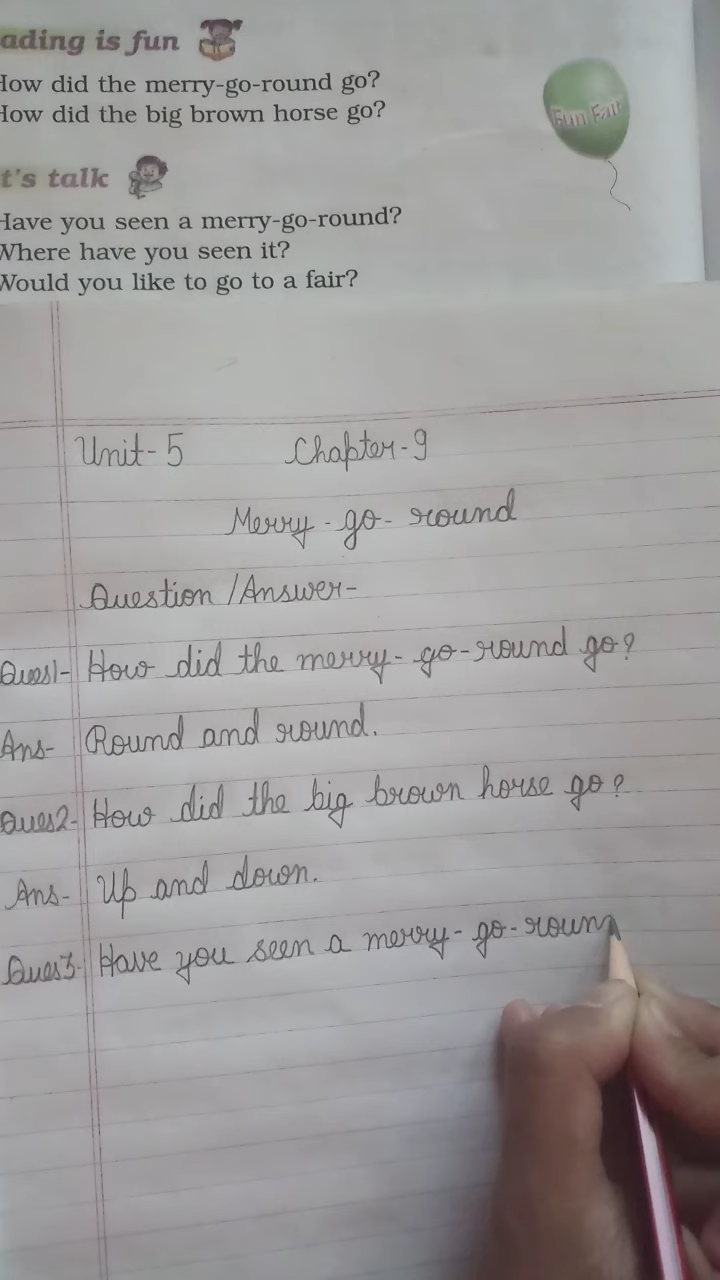 ading is fun
How did the merry-go-round go?
How did the big brown horse go?
Fun Fair
t's talk
Have you seen a merry-go-round?
Where have you seen it?
Would you like to go to a fair?
Unit-5 Chapter-9
Merry-go-round
Question/Answer-
Ques1- How did the merry-go-round go?
Ans- Round and round.
Ques2- How did the big brown horse go?
Ans- Up and down.
Ques3- Have you seen a merry-go-roun